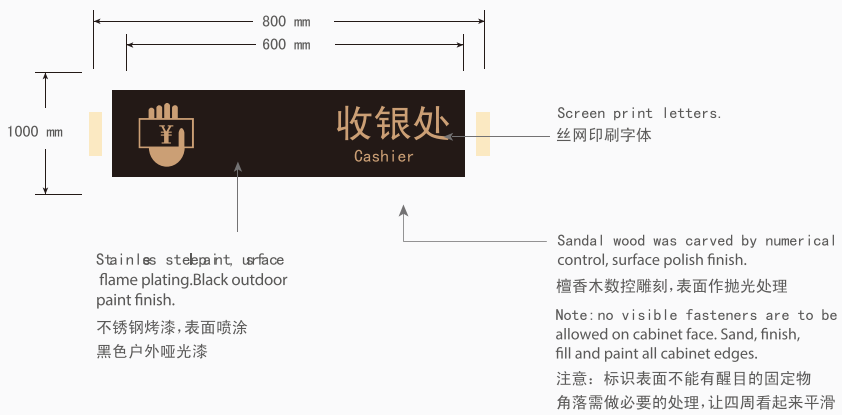 800 mm
600 mm
1000 mm
¥
收银处
Cashier
Screen print letters.
丝网印刷字体
Stainless steel paint, surface
flame plating.Black outdoor
paint finish.
不锈钢烤漆,表面喷涂
黑色户外哑光漆
Sandal wood was carved by numerical
control, surface polish finish.
檀香木数控雕刻,表面作抛光处理
Note:no visible fasteners are to be
allowed on cabinet face. Sand, finish,
fill and paint all cabinet edges.
注意：标识表面不能有醒目的固定物
角落需做必要的处理,让四周看起来平滑